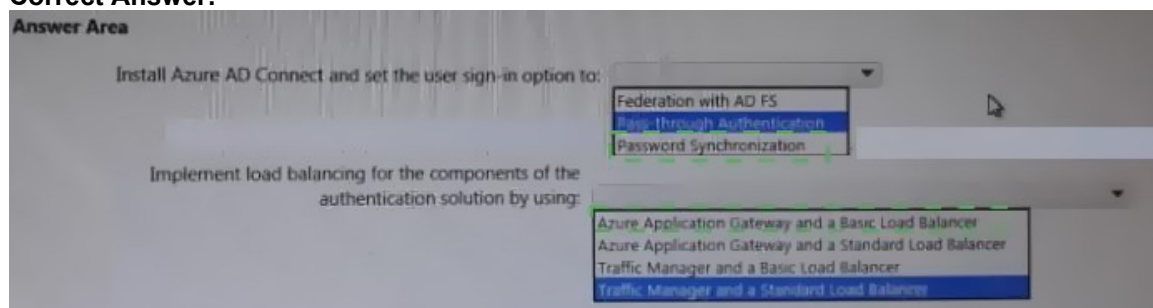 Correct Answer:
Answer Area
Install Azure AD Connect and set the user sign-in option to:
Federation with AD FS
Pass-through Authentication
Password Synchronization
Implement load balancing for the components of the
authentication solution by using:
Azure Application Gateway and a Basic Load Balancer
Azure Application Gateway and a Standard Load Balancer
Traffic Manager and a Basic Load Balancer
Traffic Manager and a Standard Load Balancer